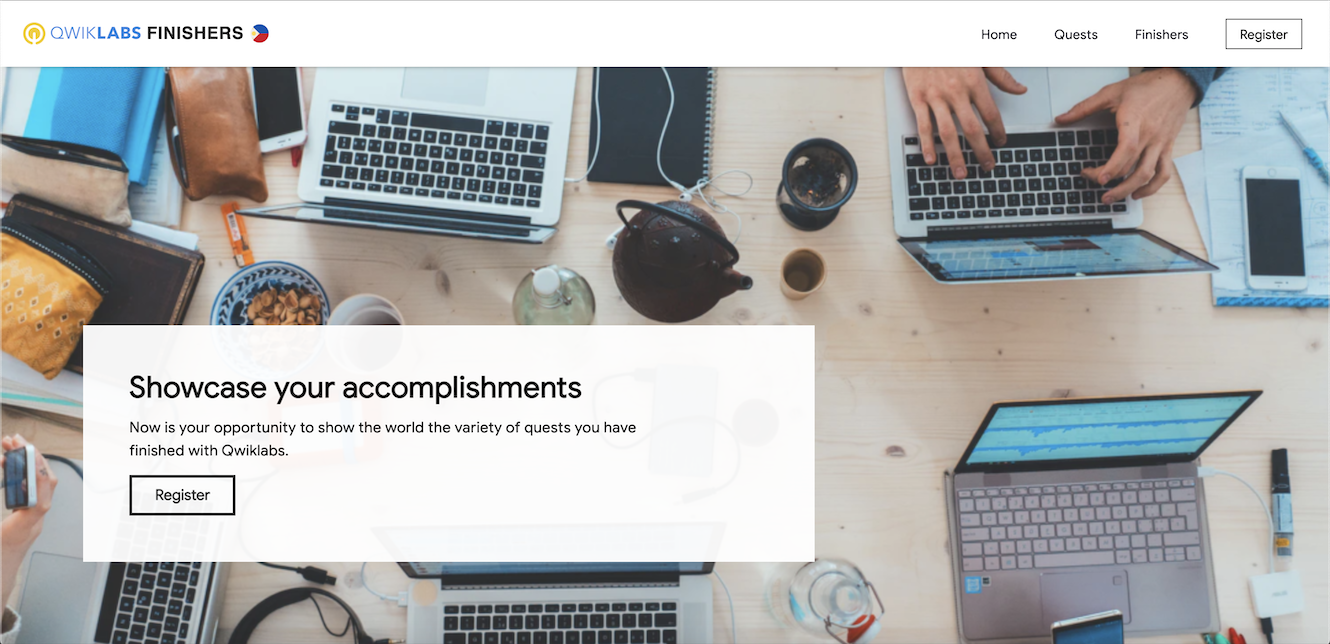 QWIKLABS FINISHERS
Home
Quests
Finishers
Register
Showcase your accomplishments
Now is your opportunity to show the world the variety of quests you have
finished with Qwiklabs.
Register